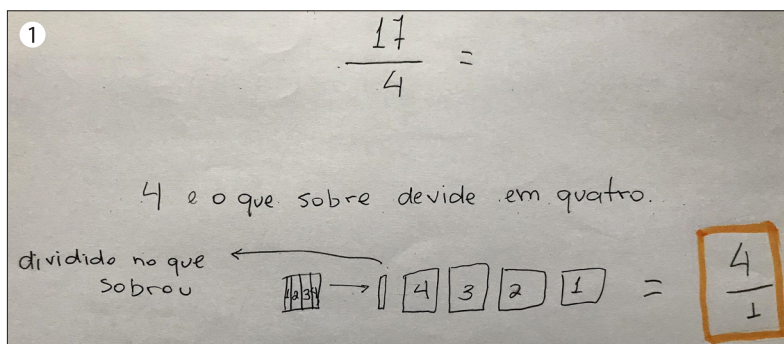 1
17
4 =
4 e o que sobre devide em quatro.
dividido no que
sobrou
1 2 3 4 → 4 3 2 1 = 4
1